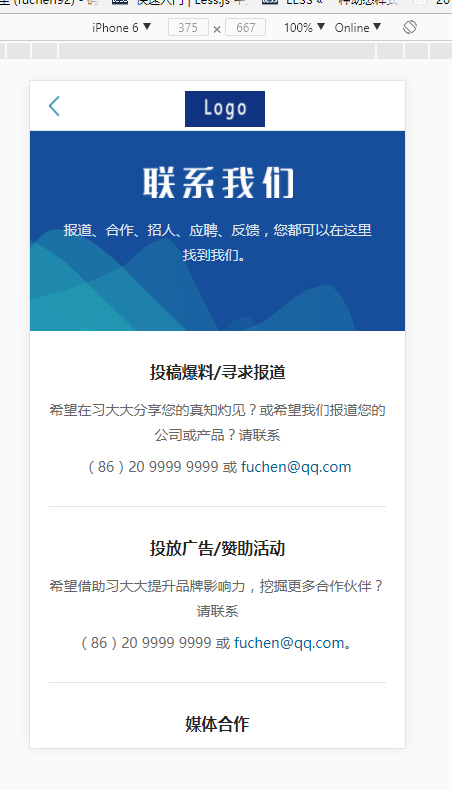 (fuchen92)
快速入门 | Less.js 中
LESS «
20
iPhone 6 ▼ 375 × 667 100% ▼ Online ▼
Logo
联系我们
报道、合作、招人、应聘、反馈，您都可以在这里
找到我们。
投稿爆料/寻求报道
希望在习大大分享您的真知灼见？或希望我们报道您的
公司或产品？请联系
（86）20 9999 9999 或 fuchen@qq.com
投放广告/赞助活动
希望借助习大大提升品牌影响力，挖掘更多合作伙伴？
请联系
（86）20 9999 9999 或 fuchen@qq.com。
媒体合作